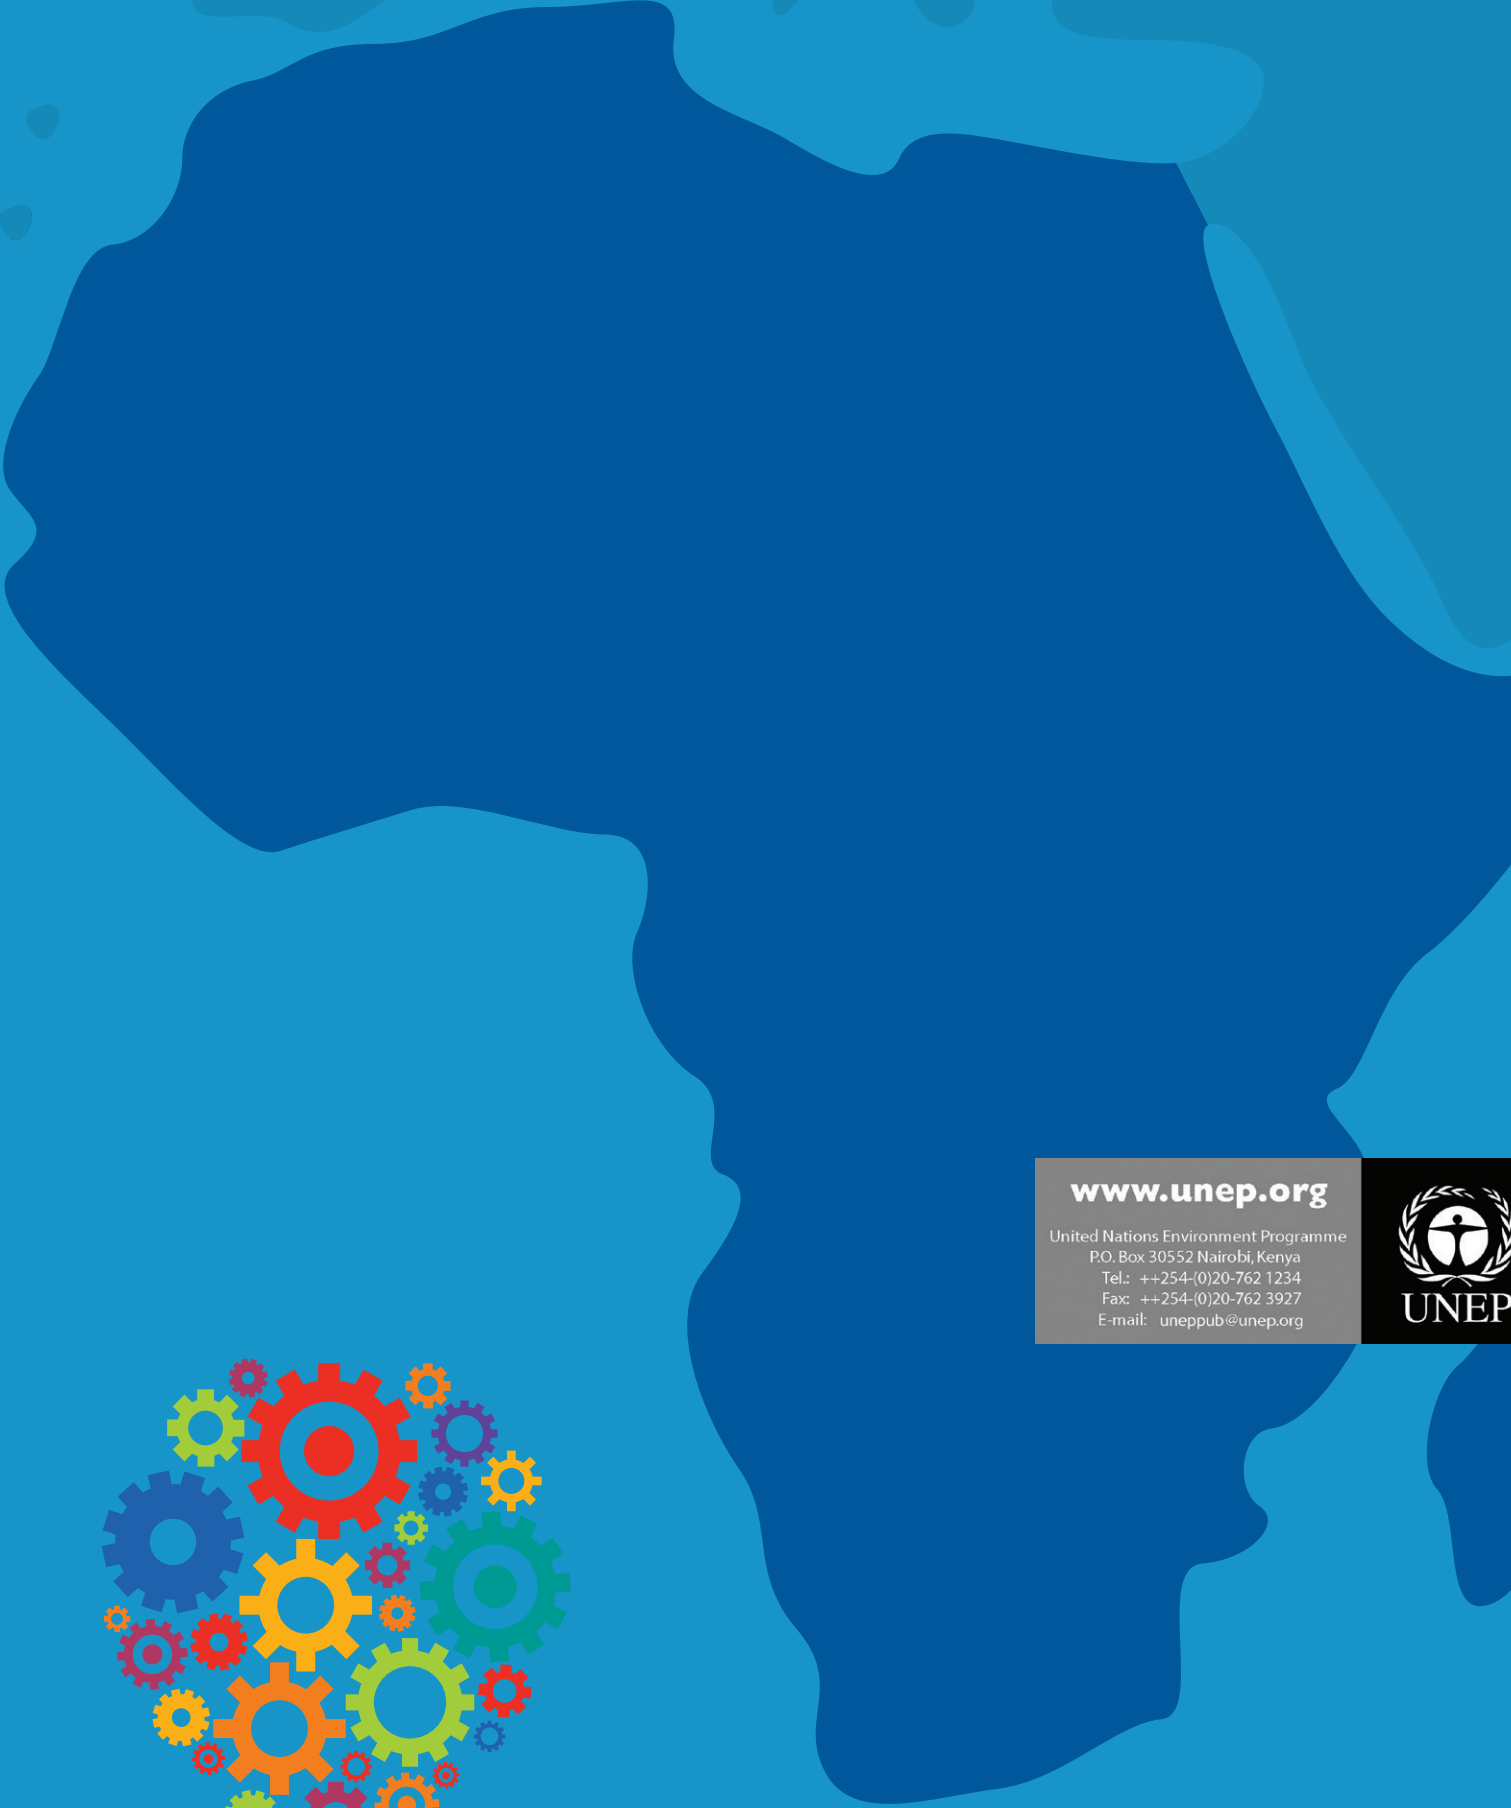 www.unep.org
United Nations Environment Programme
P.O. Box 30552 Nairobi, Kenya
Tel.: ++254-(0)20-762 1234
Fax: ++254-(0)20-762 3927
E-mail: uneppub@unep.org
UNEP